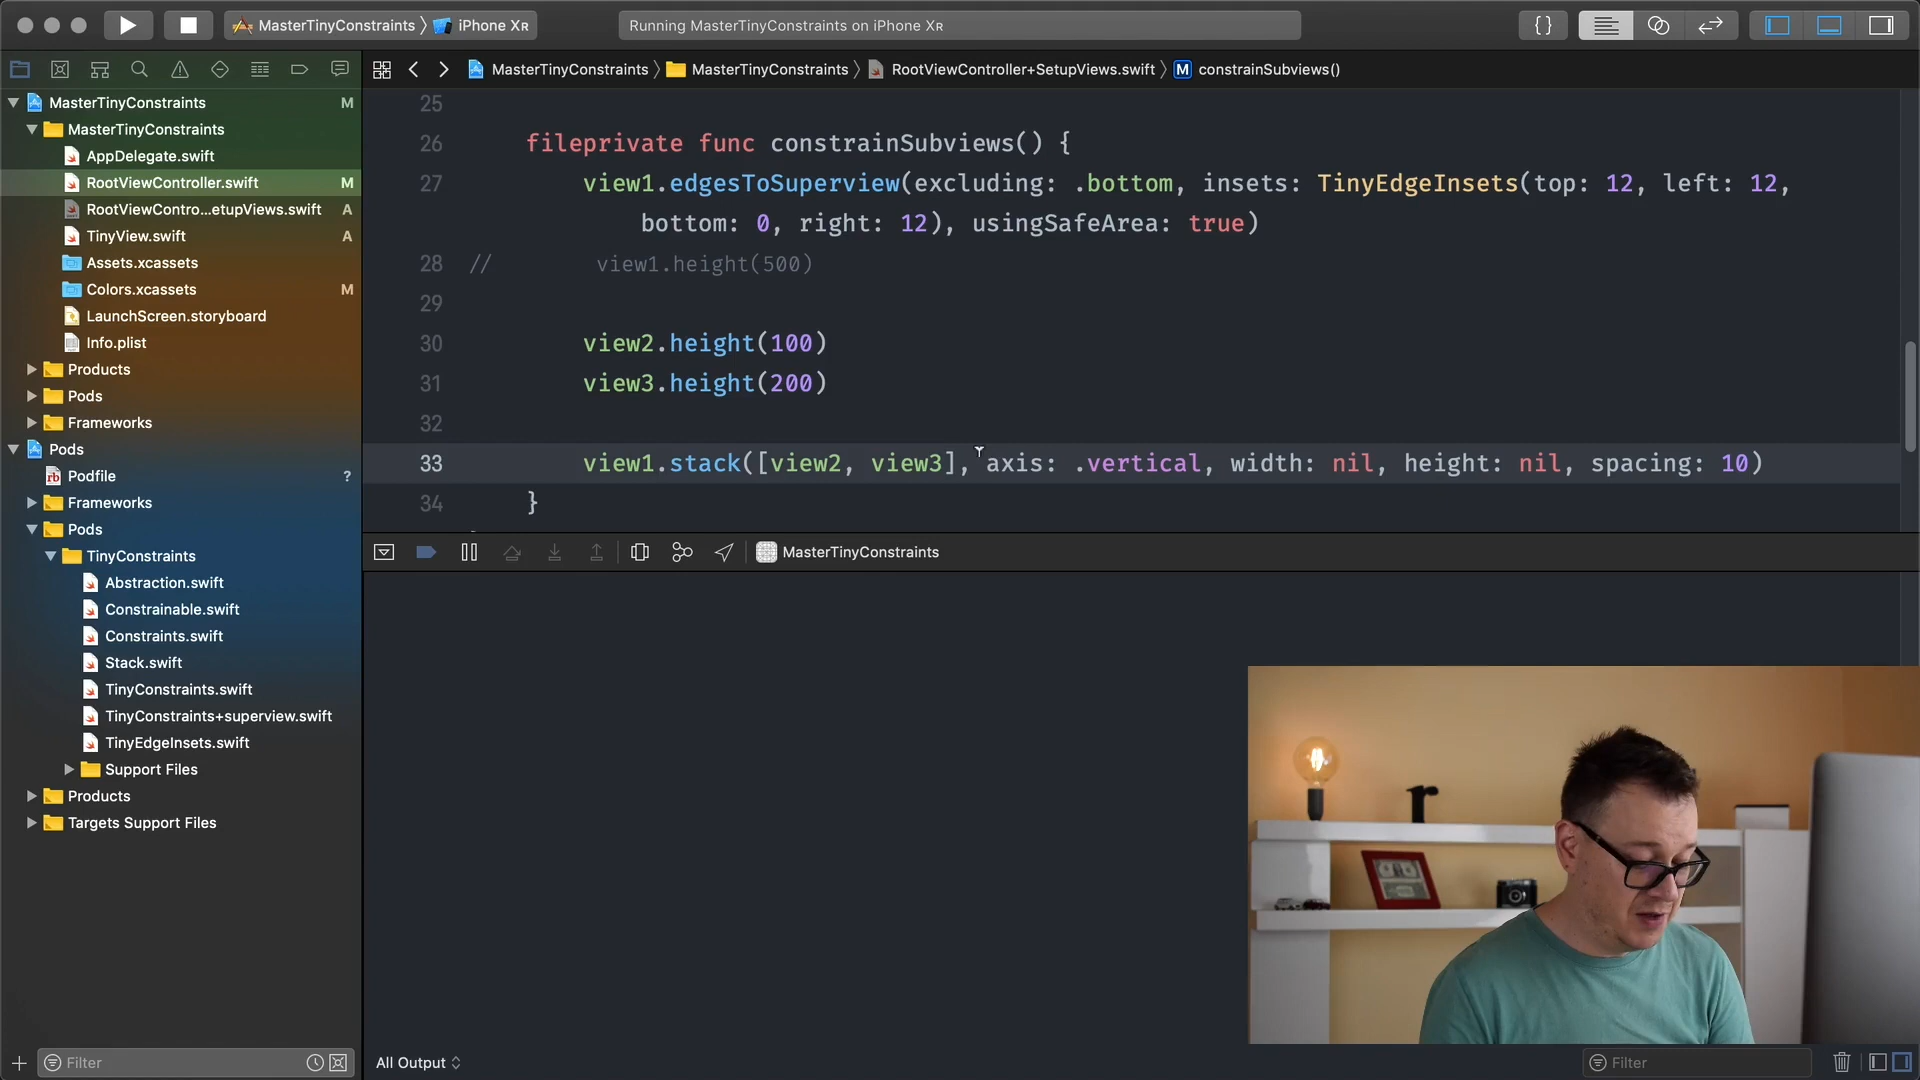 MasterTinyConstraints 〉 iPhone XR
Running MasterTinyConstraints on iPhone XR
{}
MasterTinyConstraints 〉 MasterTinyConstraints 〉 RootViewController+SetupViews.swift 〉 M constrainSubviews()
MasterTinyConstraints M
MasterTinyConstraints
AppDelegate.swift
RootViewController.swift M
RootViewContro...etupViews.swift A
TinyView.swift A
Assets.xcassets
Colors.xcassets M
LaunchScreen.storyboard
Info.plist
Products
Pods
Frameworks
Pods
Podfile ?
Frameworks
Pods
TinyConstraints
Abstraction.swift
Constrainable.swift
Constraints.swift
Stack.swift
TinyConstraints.swift
TinyConstraints+superview.swift
TinyEdgeInsets.swift
Support Files
Products
Targets Support Files
Filter
25
26 fileprivate func constrainSubviews() {
27 view1.edgesToSuperview(excluding: .bottom, insets: TinyEdgeInsets(top: 12, left: 12,
bottom: 0, right: 12), usingSafeArea: true)
28 // view1.height(500)
29
30 view2.height(100)
31 view3.height(200)
32
33 view1.stack([view2, view3], axis: .vertical, width: nil, height: nil, spacing: 10)
34 }
MasterTinyConstraints
All Output
Filter